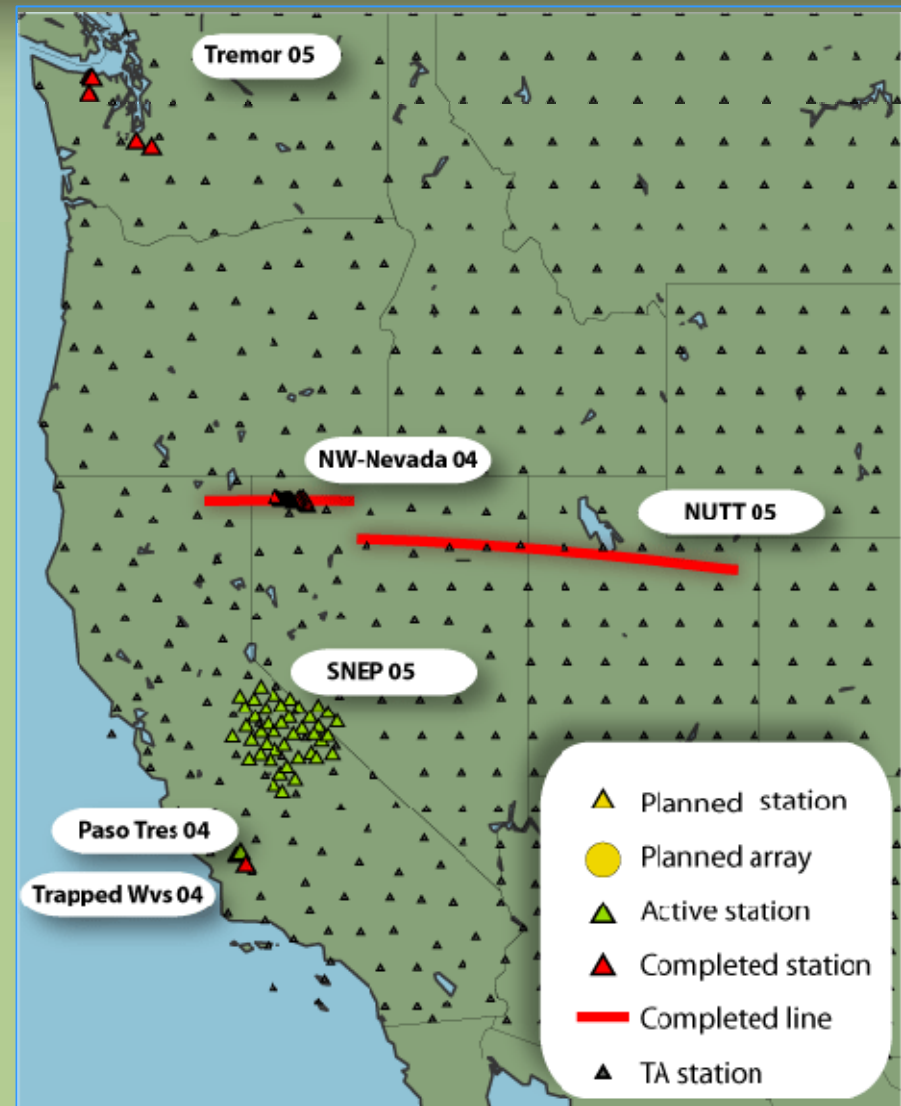 Tremor 05
NW-Nevada 04
NUTT 05
SNEP 05
Paso Tres 04
Trapped Wvs 04
Planned station
Planned array
Active station
Completed station
Completed line
TA station